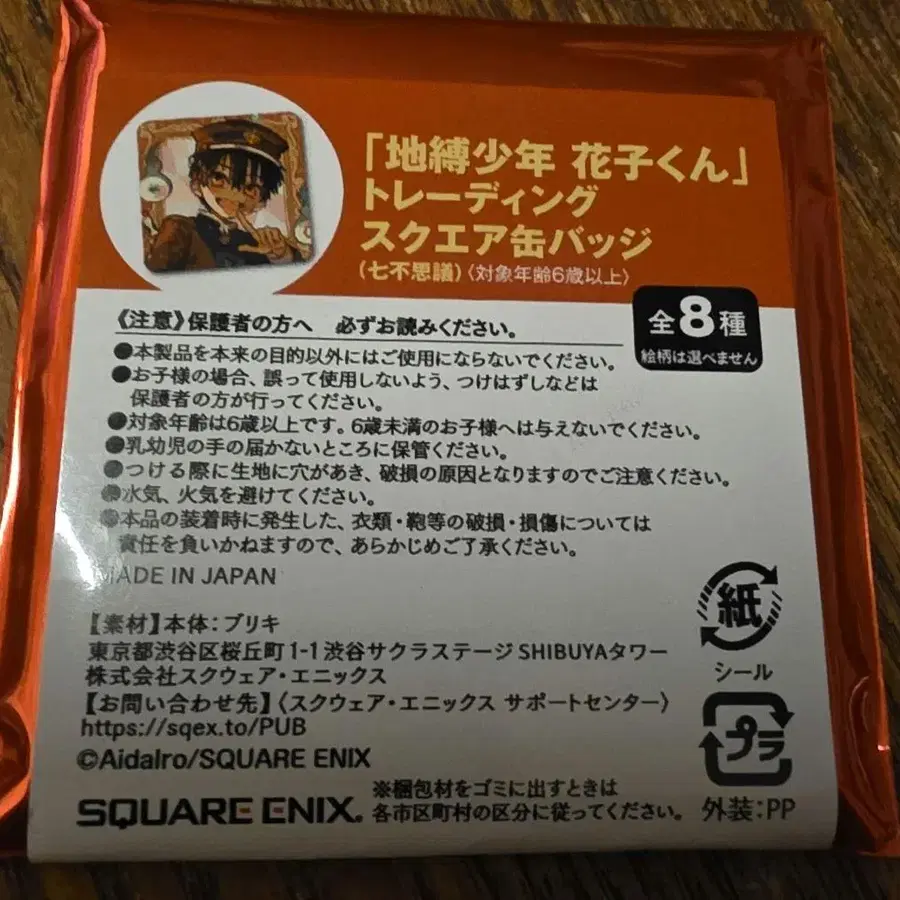 「地縛少年 花子くん」
トレーディング
スクエア缶バッジ
(七不思議)〈対象年齢6歳以上〉
全8種
絵柄は選べません
《注意》保護者の方へ 必ずお読みください。
●本製品を本来の目的以外にはご使用にならないでください。
●お子様の場合、誤って使用しないよう、つけはずしなどは
保護者の方が行ってください。
●対象年齢は6歳以上です。6歳未満のお子様へは与えないでください。
●乳幼児の手の届かないところに保管ください。
●つける際に生地に穴があき、破損の原因となりますのでご注意ください。
●水気、火気を避けてください。
●本品の装着時に発生した、衣類・鞄等の破損・損傷については
責任を負いかねますので、あらかじめご了承ください。
MADE IN JAPAN
【素材】本体:ブリキ
東京都渋谷区桜丘町1-1渋谷サクラステージSHIBUYAタワー
株式会社スクウェア・エニックス
【お問い合わせ先】〈スクウェア・エニックス サポートセンター〉
https://sqex.to/PUB
©AidaIro/SQUARE ENIX
SQUARE ENIX.
※梱包材をゴミに出すときは
各市区町村の区分に従ってください。
紙
シール
プラ
外装:PP